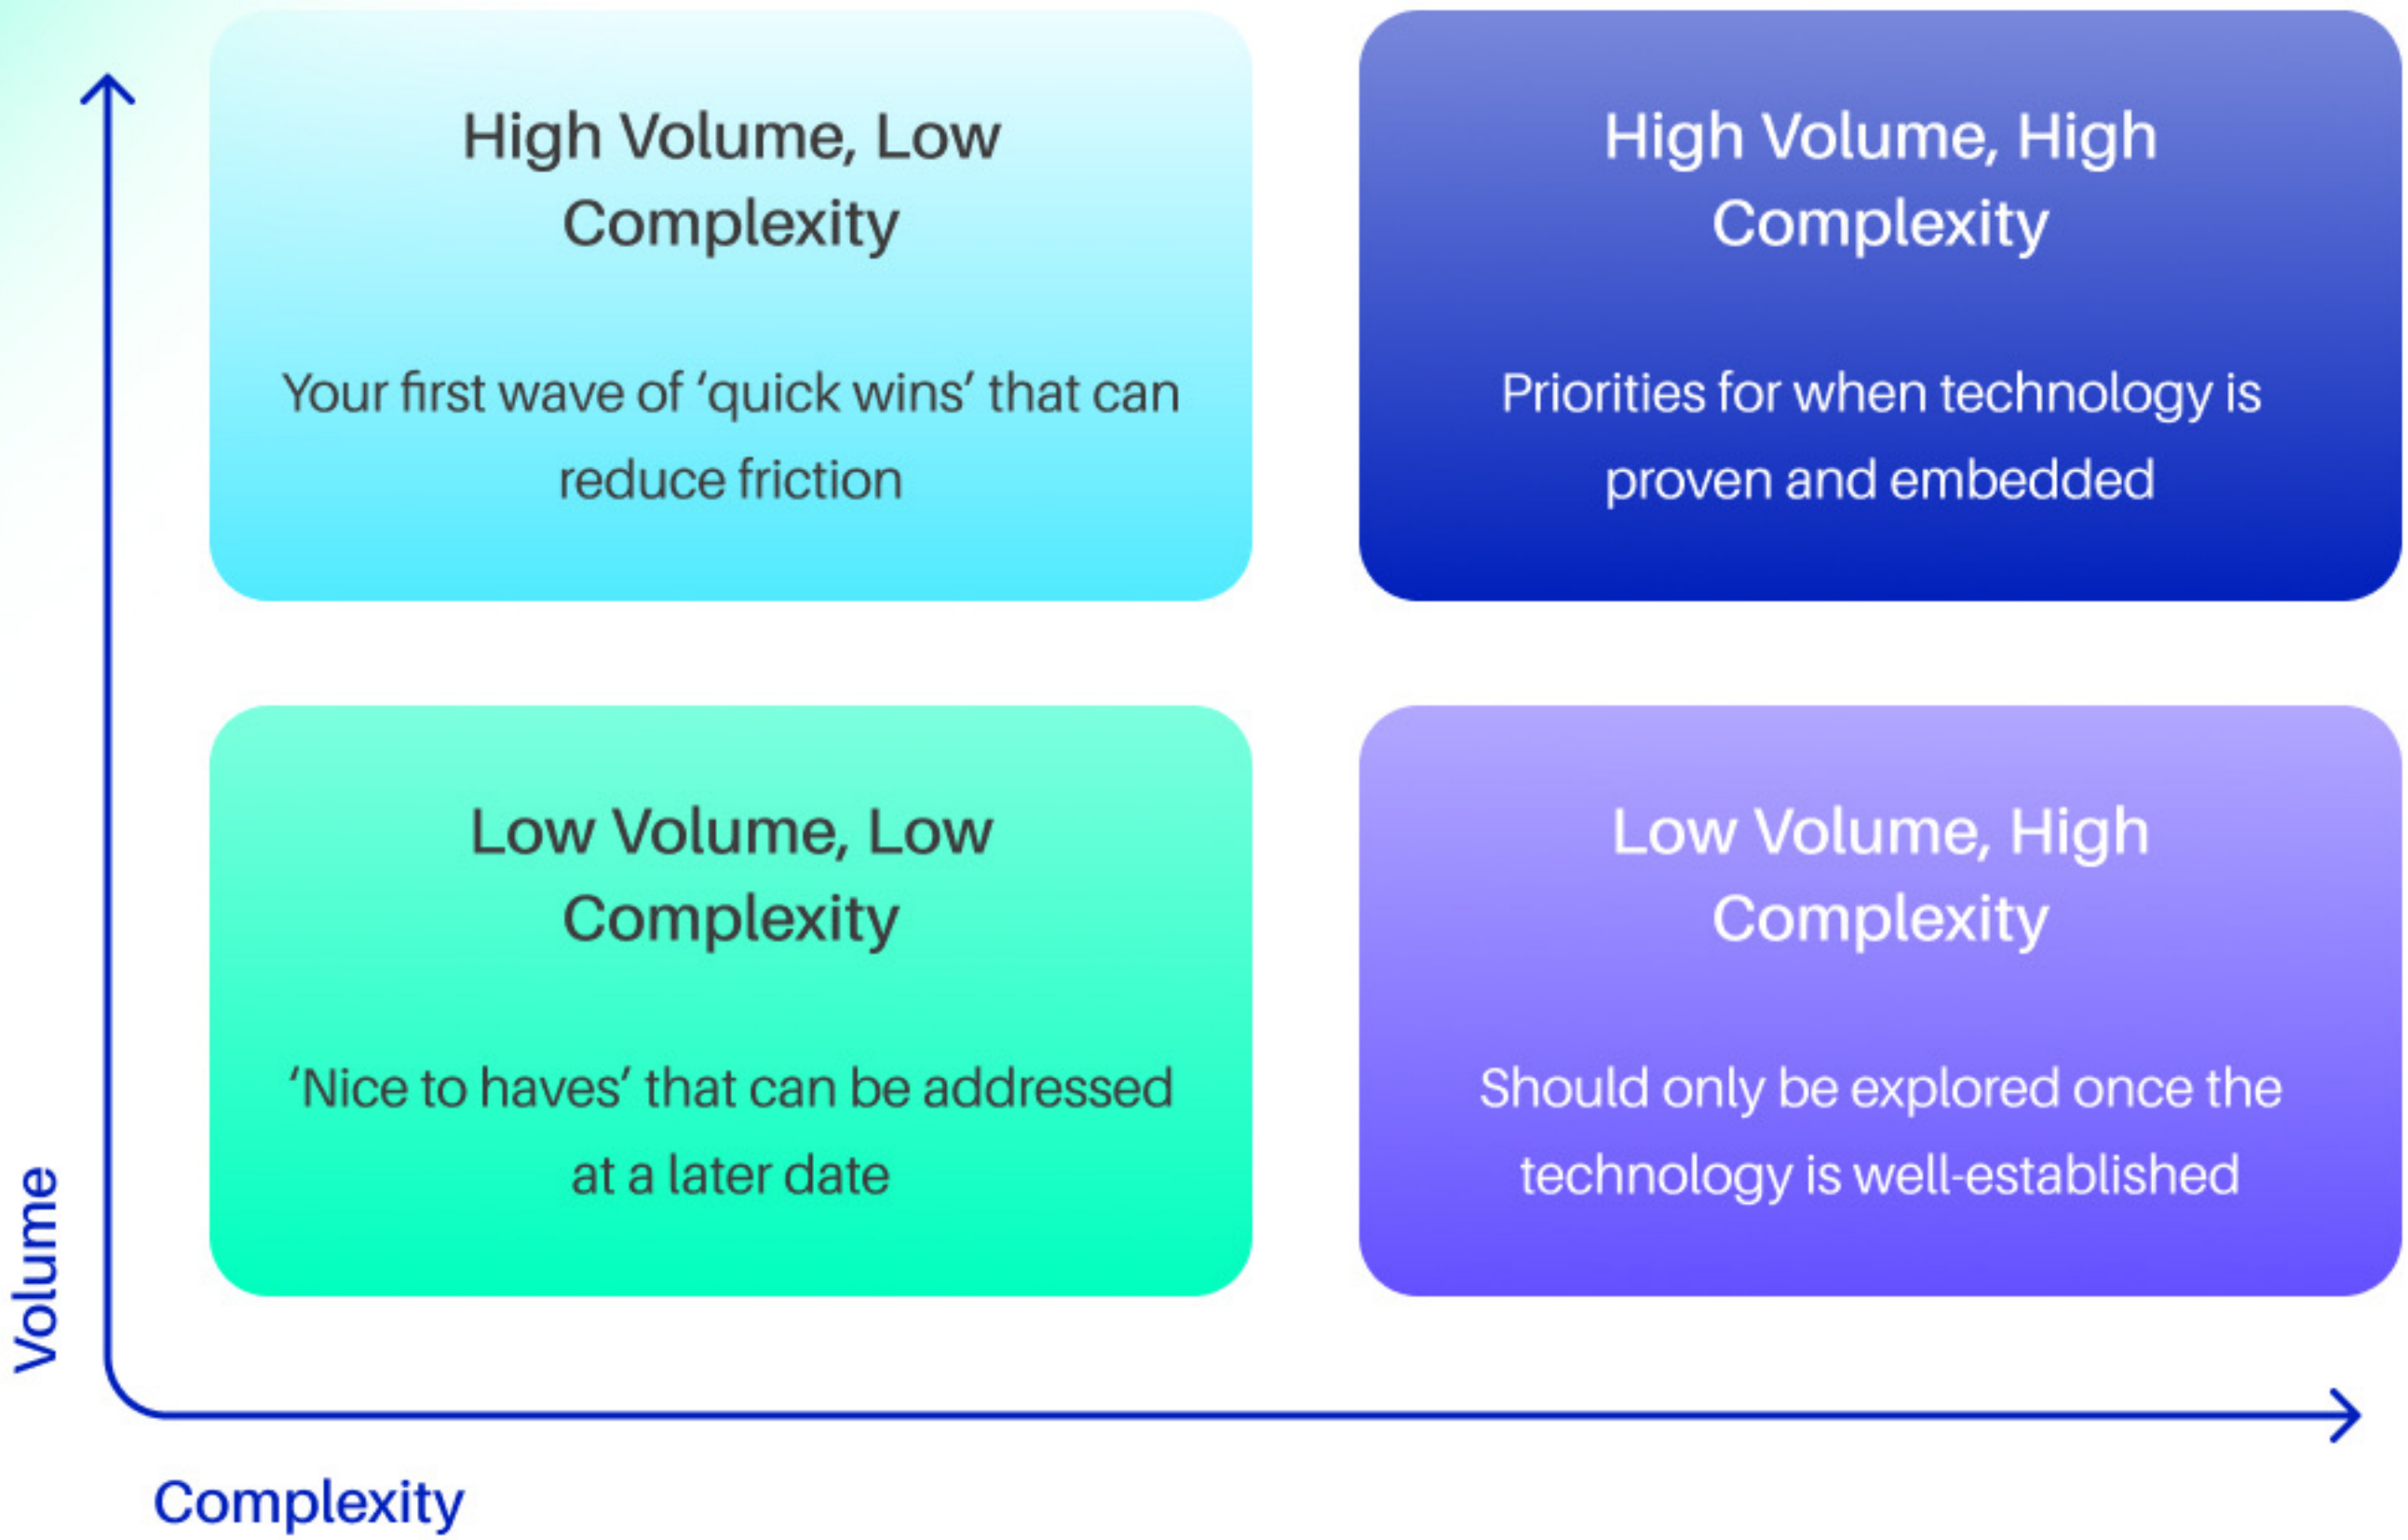 High Volume, Low
Complexity
Your first wave of ‘quick wins’ that can
reduce friction
High Volume, High
Complexity
Priorities for when technology is
proven and embedded
Low Volume, Low
Complexity
‘Nice to haves’ that can be addressed
at a later date
Low Volume, High
Complexity
Should only be explored once the
technology is well-established
Volume
Complexity